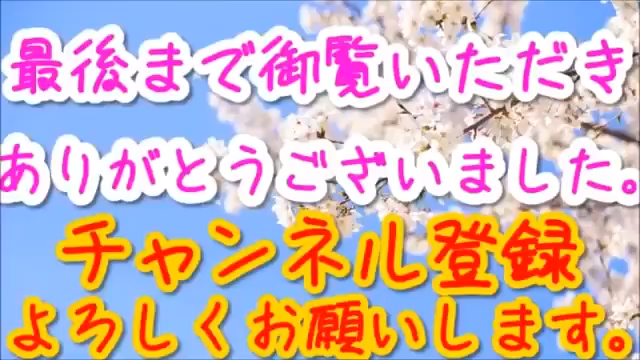 最後まで御覧いただき
ありがとうございました。
チャンネル登録
よろしくお願いします。